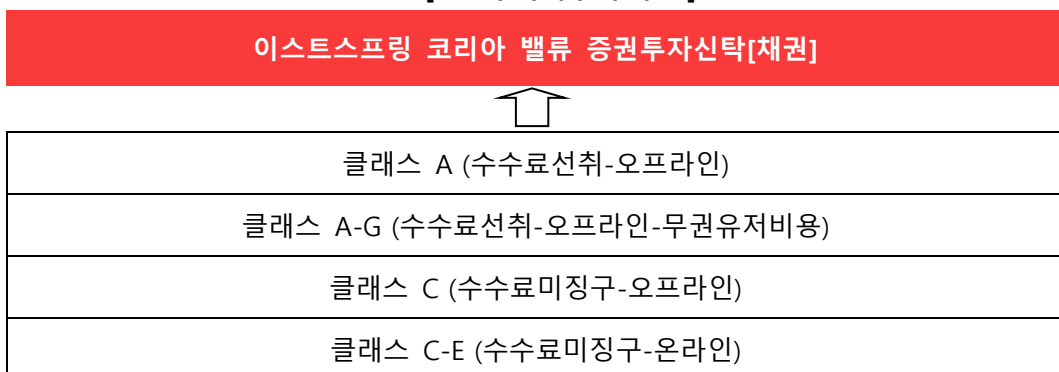 이스트스프링 코리아 밸류 증권투자신탁[채권]
클래스 A (수수료선취-오프라인)
클래스 A-G (수수료선취-오프라인-무권유저비용)
클래스 C (수수료미징구-오프라인)
클래스 C-E (수수료미징구-온라인)